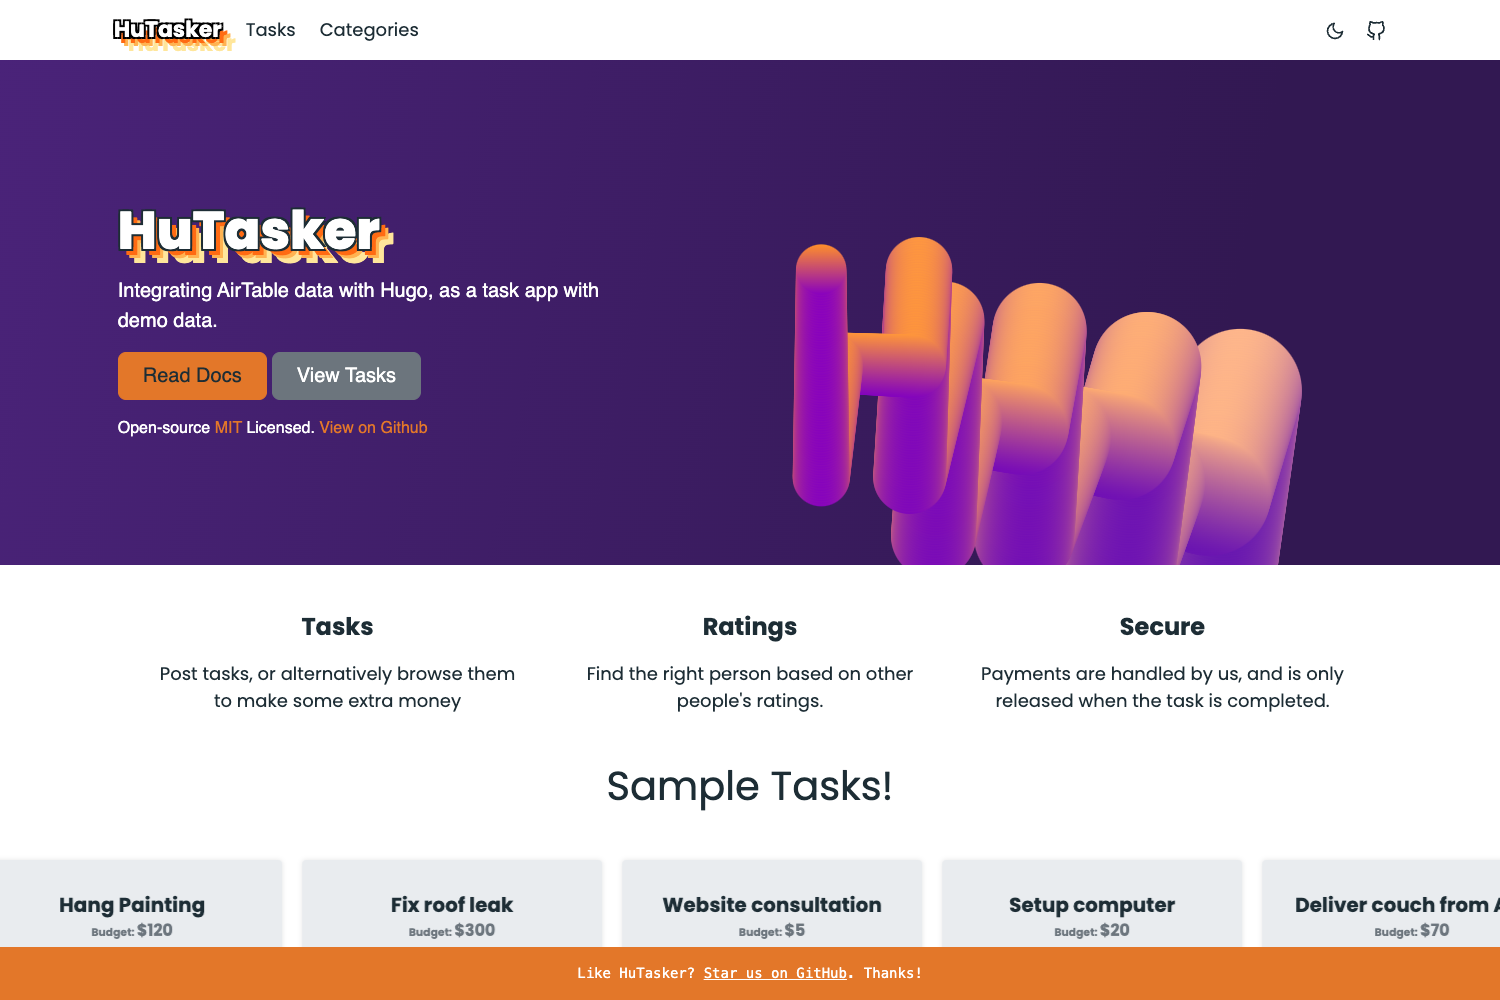 HuTasker Tasks Categories
HuTasker
Integrating AirTable data with Hugo, as a task app with
demo data.
Read Docs View Tasks
Open-source MIT Licensed. View on Github
Tasks
Post tasks, or alternatively browse them
to make some extra money
Ratings
Find the right person based on other
people's ratings.
Secure
Payments are handled by us, and is only
released when the task is completed.
Sample Tasks!
Hang Painting
Budget: $120
Fix roof leak
Budget: $300
Website consultation
Budget: $5
Setup computer
Budget: $20
Deliver couch from
Budget: $70
Like HuTasker? Star us on GitHub. Thanks!